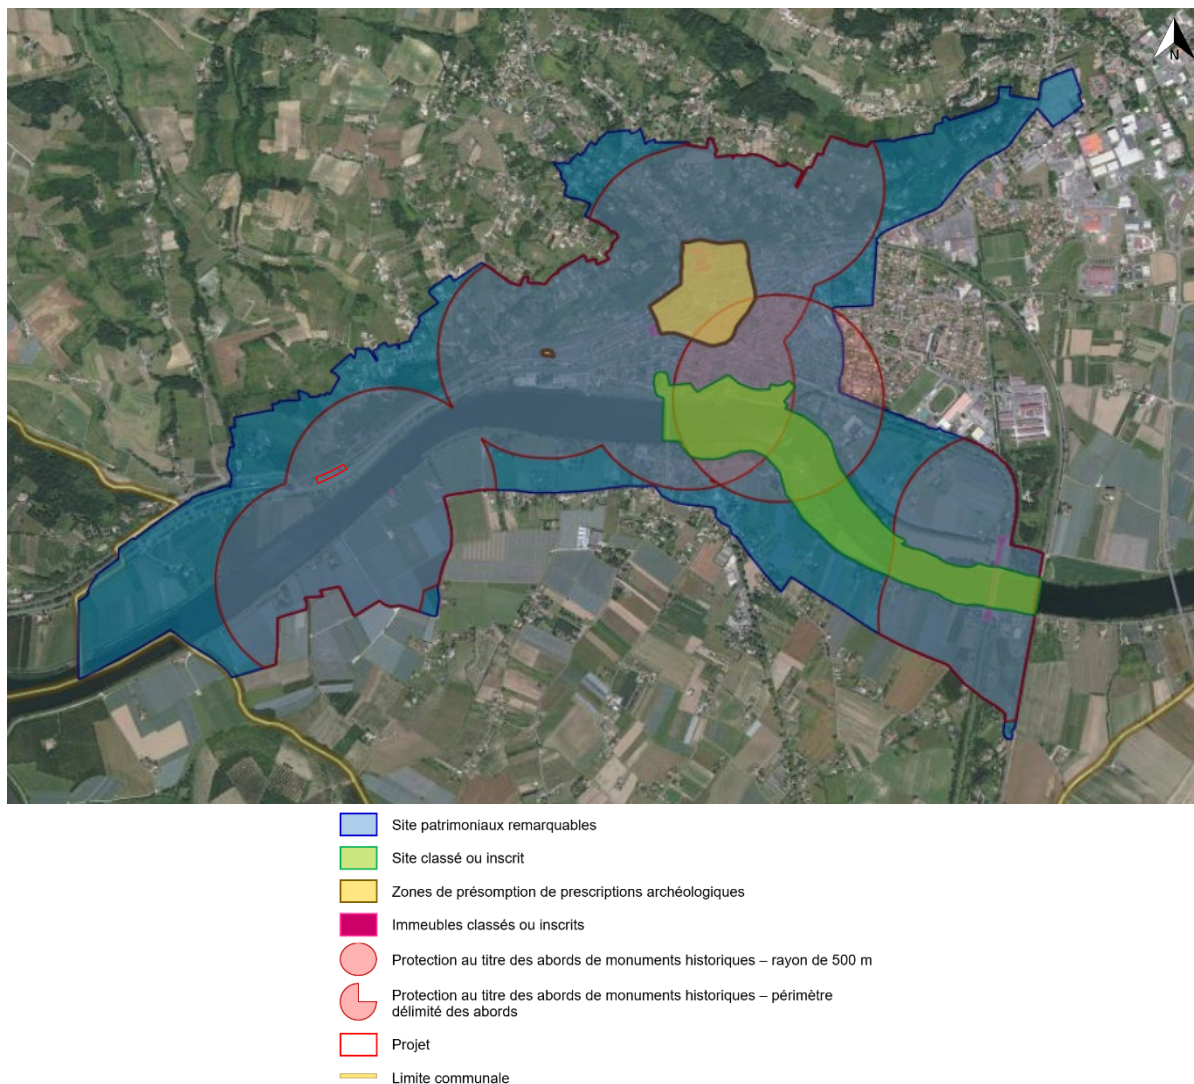 N
Site patrimoniaux remarquables
Site classé ou inscrit
Zones de présomption de prescriptions archéologiques
Immeubles classés ou inscrits
Protection au titre des abords de monuments historiques – rayon de 500 m
Protection au titre des abords de monuments historiques – périmètre
délimité des abords
Projet
Limite communale